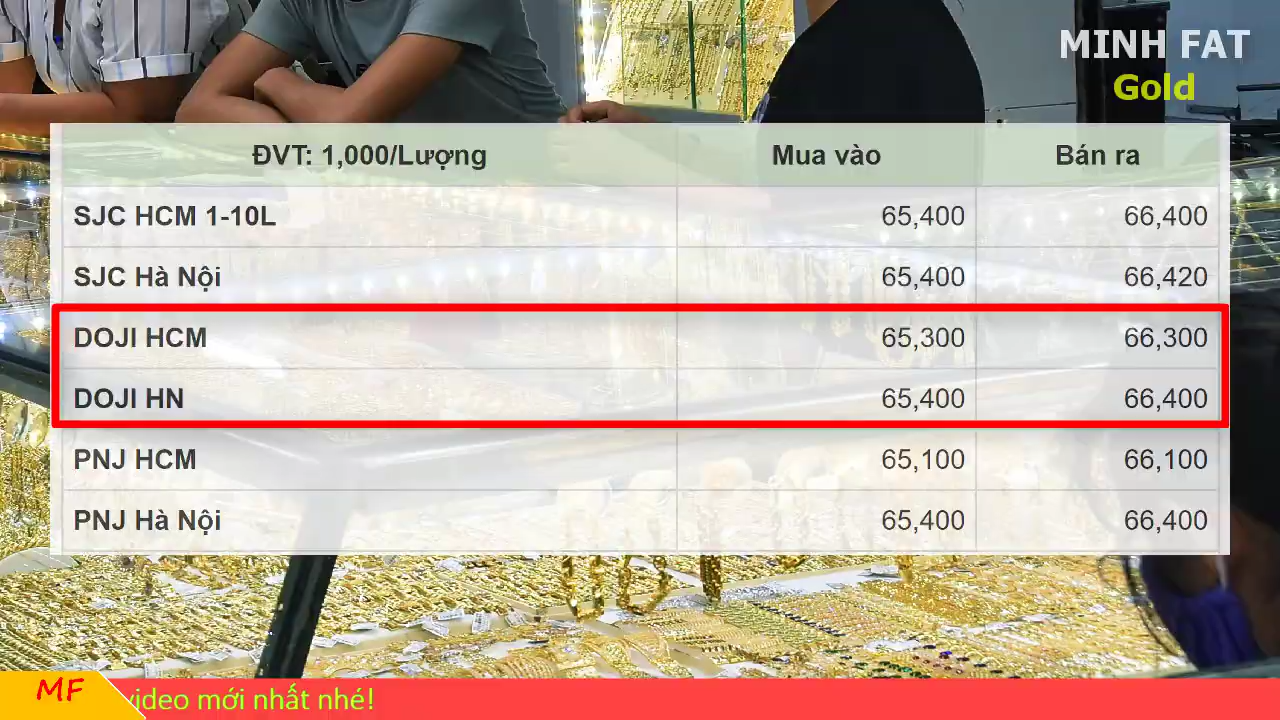 MINH FAT
Gold
ĐVT: 1,000/Lượng Mua vào Bán ra
SJC HCM 1-10L 65,400 66,400
SJC Hà Nội 65,400 66,420
DOJI HCM 65,300 66,300
DOJI HN 65,400 66,400
PNJ HCM 65,100 66,100
PNJ Hà Nội 65,400 66,400
MF video mới nhất nhé!